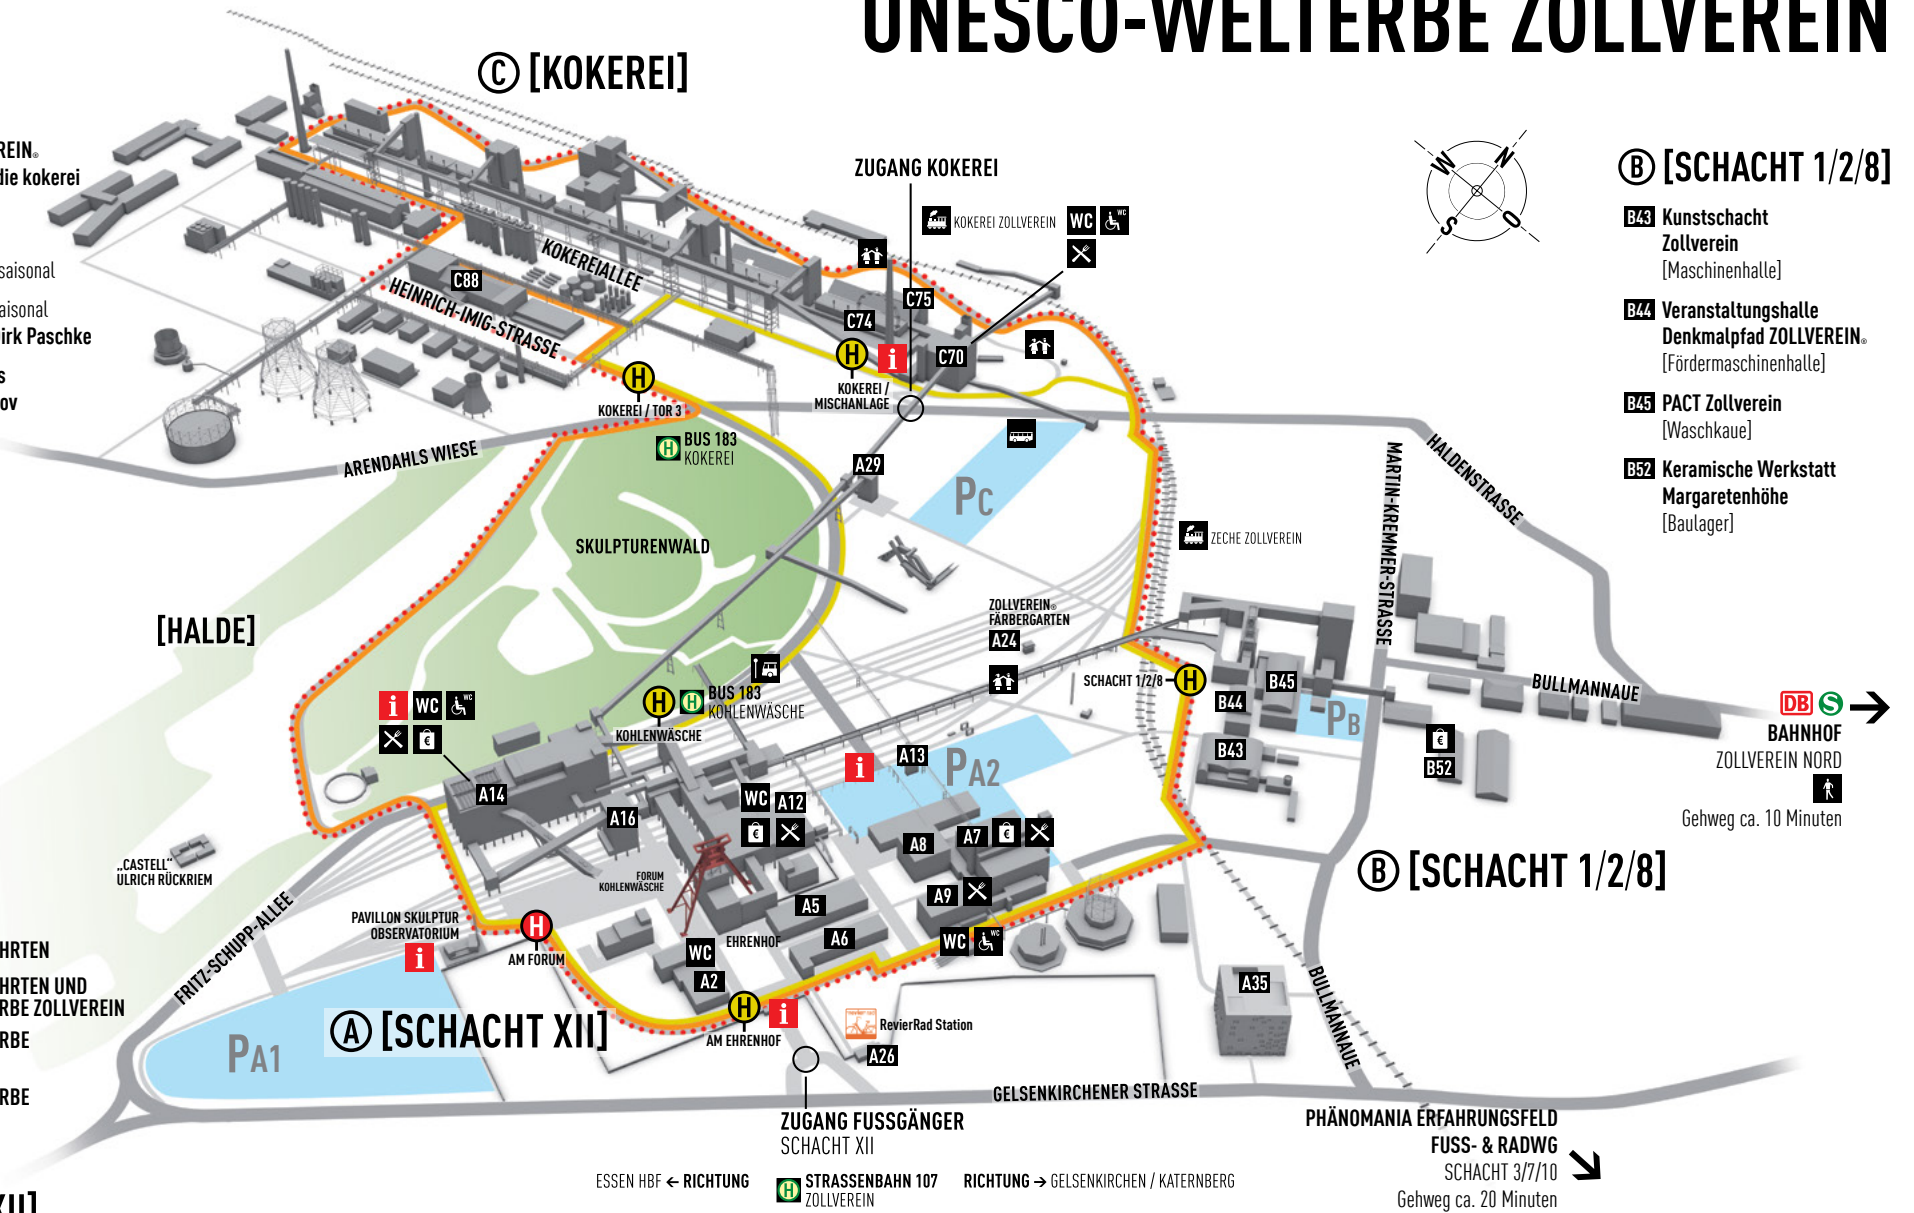 UNESCO-WELTERBE ZOLLVEREIN
Ⓒ [KOKEREI]
REIN®
die kokerei
saisonal
aisonal
irk Paschke
s
ov
ZUGANG KOKEREI
KOKEREI ZOLLVEREIN
WC
WC
W
N
S
O
Ⓑ [SCHACHT 1/2/8]
B43 Kunstschacht
Zollverein
[Maschinenhalle]
B44 Veranstaltungshalle
Denkmalpfad ZOLLVEREIN®
[Fördermaschinenhalle]
B45 PACT Zollverein
[Waschkaue]
B52 Keramische Werkstatt
Margaretenhöhe
[Baulager]
KOKEREIALLEE
C88
HEINRICH-IMIG-STRASSE
C75
C74
H
i
C70
KOKEREI /
MISCHANLAGE
H
KOKEREI / TOR 3
H BUS 183
KOKEREI
ARENDAHLS WIESE
A29
PC
MARTIN-KREMMER-STRASSE
HALDENSTRASSE
SKULPTURENWALD
ZECHE ZOLLVEREIN
[HALDE]
ZOLLVEREIN®
FÄRBERGARTEN
A24
SCHACHT 1/2/8
H
B45
B44
PB
B43
€
B52
BULLMANNAUE
DB S
BAHNHOF
ZOLLVEREIN NORD
Gehweg ca. 10 Minuten
i WC WC
€
H H BUS 183
KOHLENWÄSCHE
KOHLENWÄSCHE
A14
A16
i
A13
PA2
WC A12
€
A8
A7 €
A9
A5
A6
WC WC
FORUM
KOHLENWÄSCHE
„CASTELL“
ULRICH RÜCKRIEM
Ⓑ [SCHACHT 1/2/8]
FRITZ-SCHUPP-ALLEE
PAVILLON SKULPTUR
OBSERVATORIUM
i
H
AM FORUM
EHRENHOF
WC
A2
H
i
AM EHRENHOF
HRTEN
HRTEN UND
RBE ZOLLVEREIN
RBE
RBE
Ⓐ [SCHACHT XII]
PA1
revier rad
RevierRad Station
A26
A35
BULLMANNAUE
GELSENKIRCHENER STRASSE
ZUGANG FUSSGÄNGER
SCHACHT XII
PHÄNOMANIA ERFAHRUNGSFELD
FUSS- & RADWG
SCHACHT 3/7/10
Gehweg ca. 20 Minuten
ESSEN HBF ← RICHTUNG
H STRASSENBAHN 107
ZOLLVEREIN
RICHTUNG → GELSENKIRCHEN / KATERNBERG
XII]